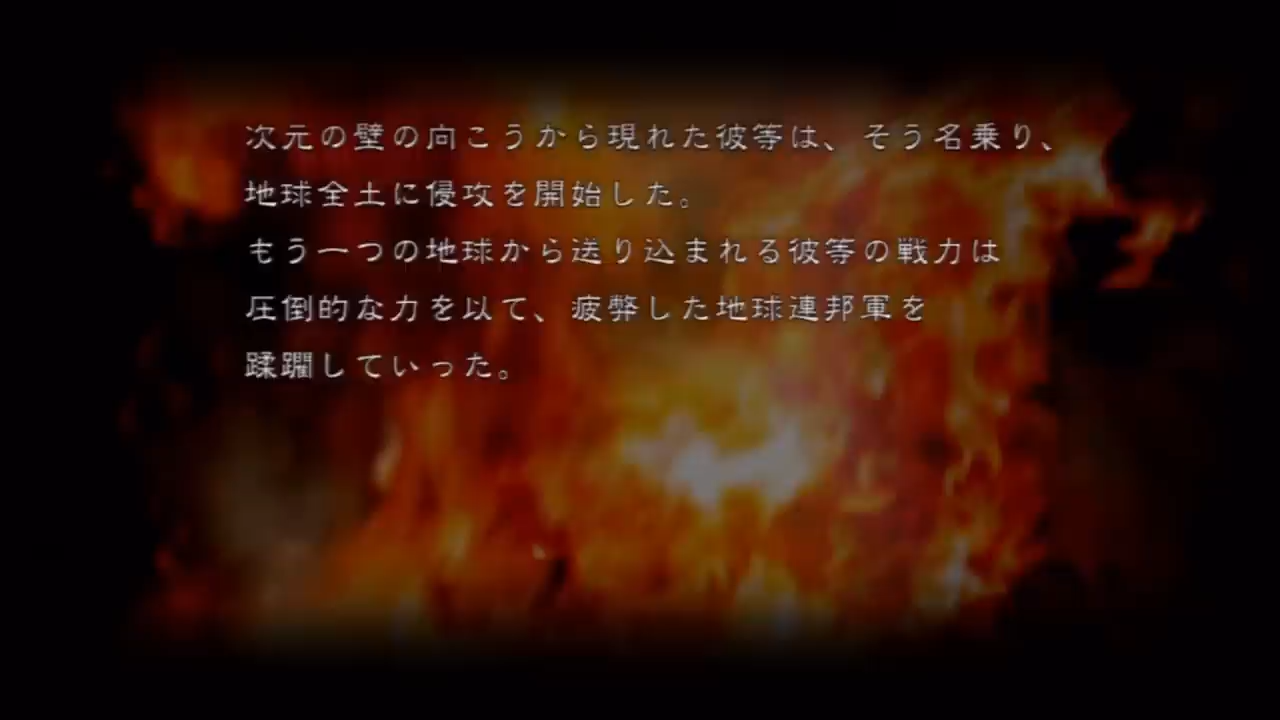 次元の壁の向こうから現れた彼等は、そう名乗り、
地球全土に侵攻を開始した。
もう一つの地球から送り込まれる彼等の戦力は
圧倒的な力を以て、疲弊した地球連邦軍を
蹂躙していった。